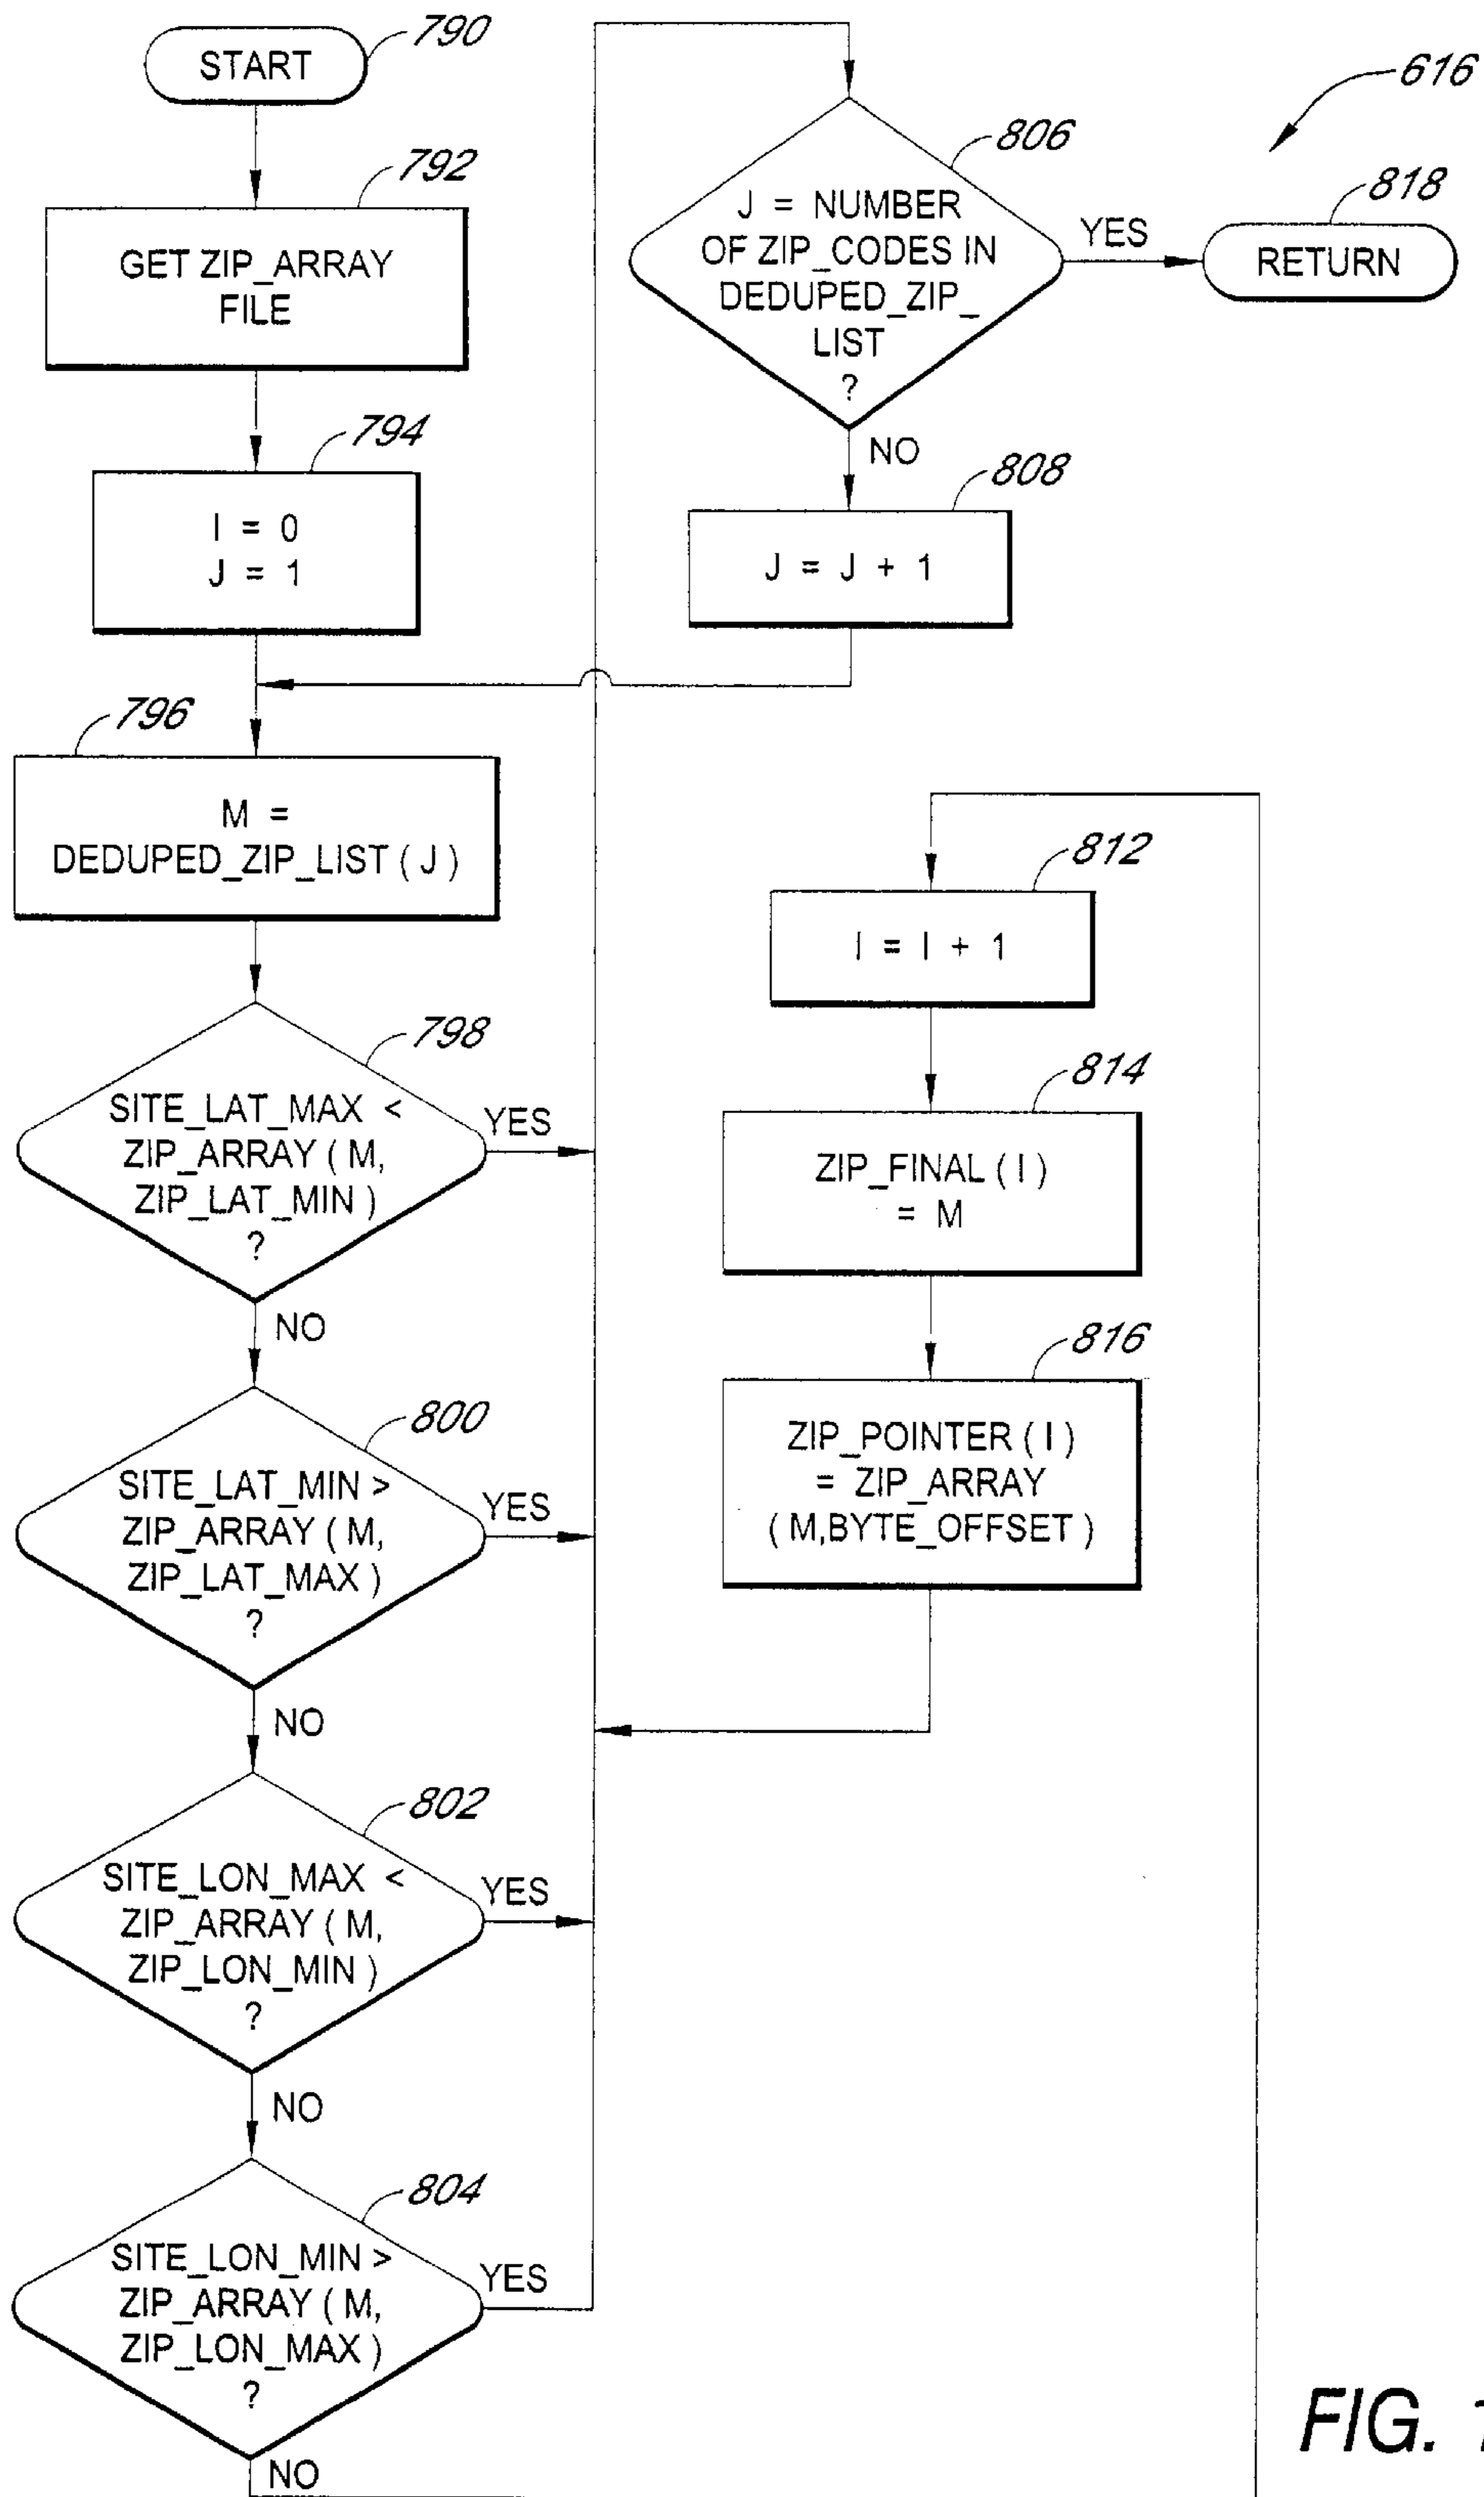 START
790
792
GET ZIP_ARRAY
FILE
794
I = 0
J = 1
796
M =
DEDUPED_ZIP_LIST ( J )
798
SITE_LAT_MAX <
ZIP_ARRAY ( M,
ZIP_LAT_MIN )
?
YES
NO
800
SITE_LAT_MIN >
ZIP_ARRAY ( M,
ZIP_LAT_MAX )
?
YES
NO
802
SITE_LON_MAX <
ZIP_ARRAY ( M,
ZIP_LON_MIN )
?
YES
NO
804
SITE_LON_MIN >
ZIP_ARRAY ( M,
ZIP_LON_MAX )
?
YES
NO
616
806
J = NUMBER
OF ZIP_CODES IN
DEDUPED_ZIP_
LIST
?
YES
818
RETURN
NO
808
J = J + 1
812
I = I + 1
814
ZIP_FINAL ( I )
= M
816
ZIP_POINTER ( I )
= ZIP_ARRAY
( M,BYTE_OFFSET )
FIG.